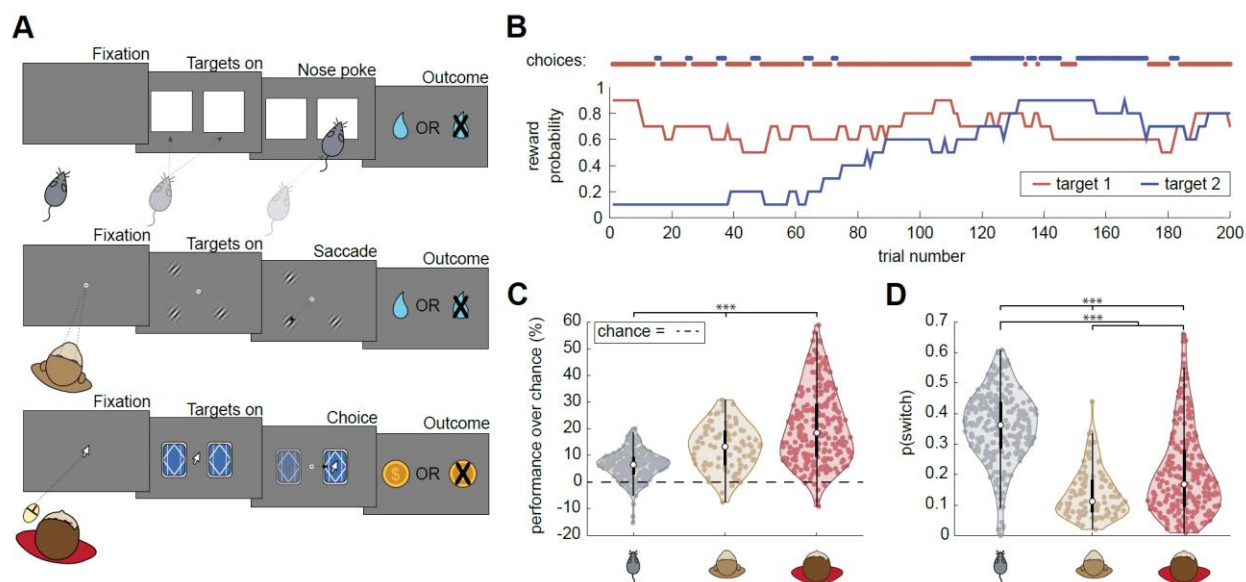 A
Fixation
Targets on
Nose poke
Outcome
OR
Fixation
Targets on
Saccade
Outcome
OR
Fixation
Targets on
Choice
Outcome
$ OR $
B
choices:
reward
probability
1
0.8
0.6
0.4
0.2
0
target 1 target 2
0 20 40 60 80 100 120 140 160 180 200
trial number
C
***
performance over chance (%)
60
50
40
30
20
10
0
-10
-20
chance =
D
***
***
p(switch)
0.7
0.6
0.5
0.4
0.3
0.2
0.1
0